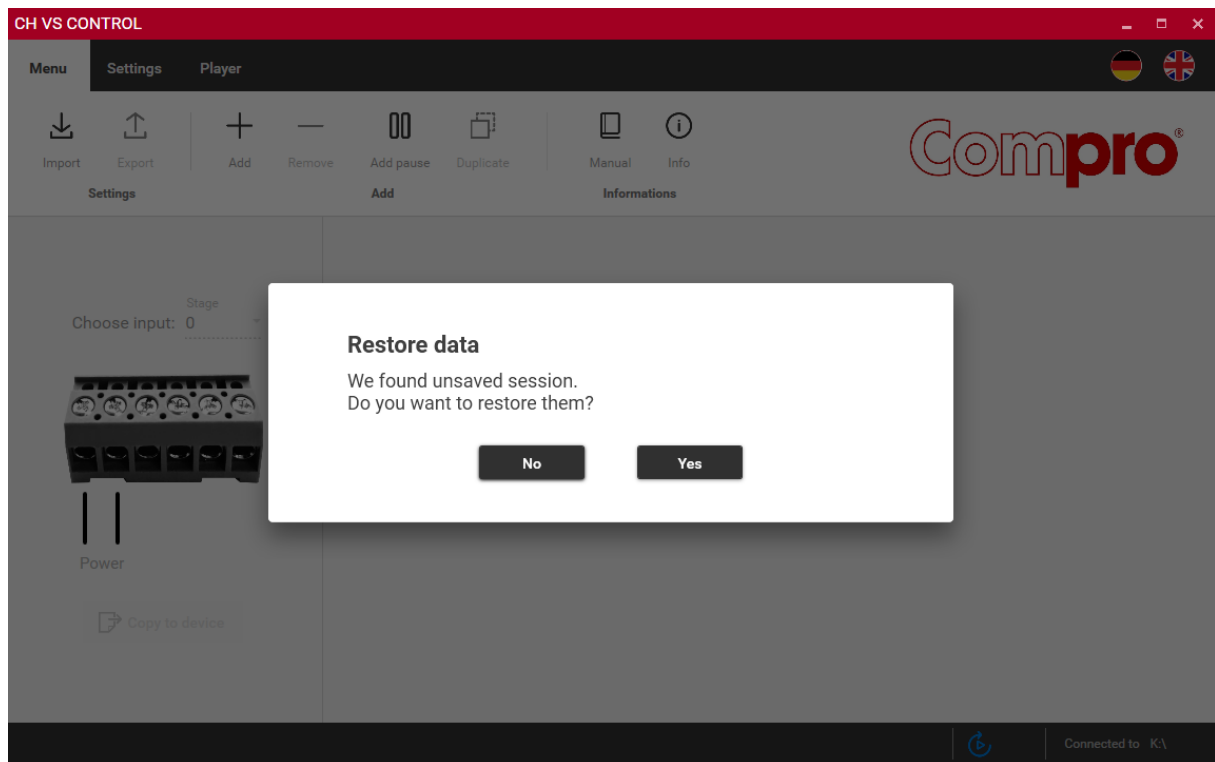 CH VS CONTROL
Menu Settings Player
Import Export Add Remove Add pause Duplicate Manual Info
Settings Add Informations
Compro®
Stage
Choose input: 0
Restore data
We found unsaved session.
Do you want to restore them?
No Yes
Power
Copy to device
Connected to K:\